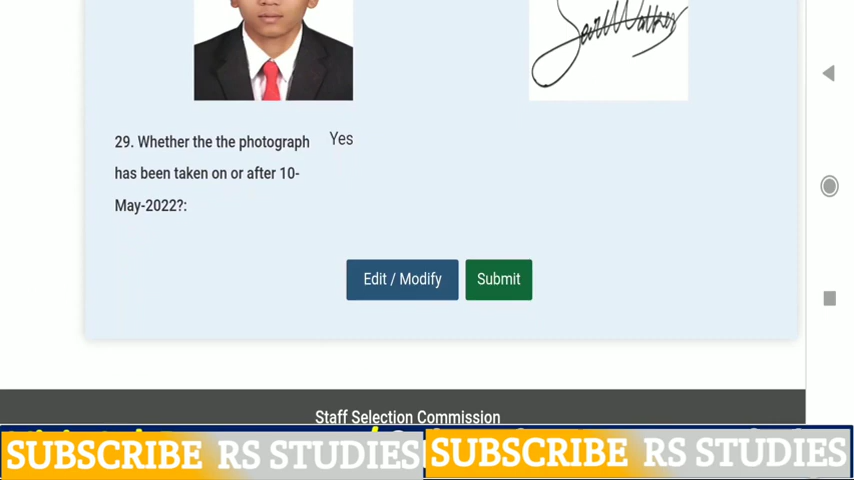 29. Whether the the photograph Yes
has been taken on or after 10-
May-2022?:
Edit / Modify Submit
Staff Selection Commission
SUBSCRIBE RS STUDIES SUBSCRIBE RS STUDIES